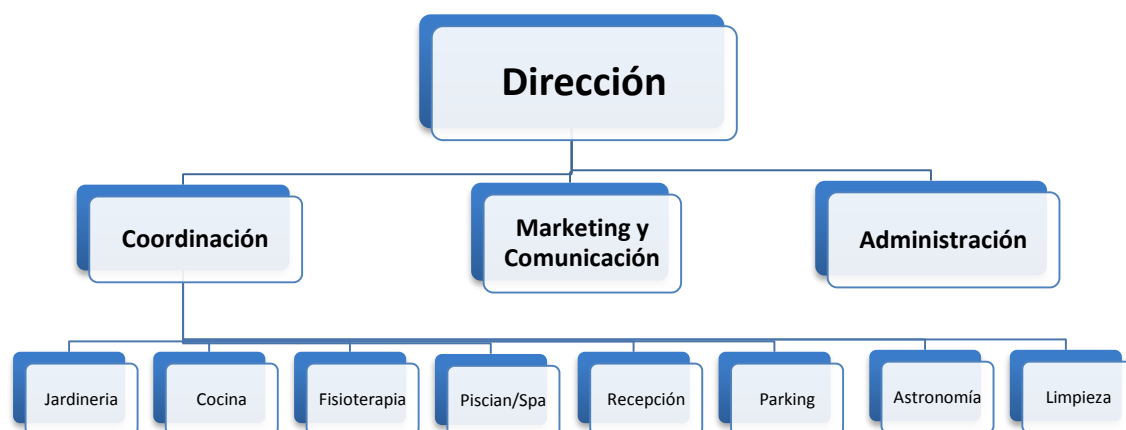 Dirección
Coordinación
Marketing y
Comunicación
Administración
Jardineria
Cocina
Fisioterapia
Piscian/Spa
Recepción
Parking
Astronomía
Limpieza